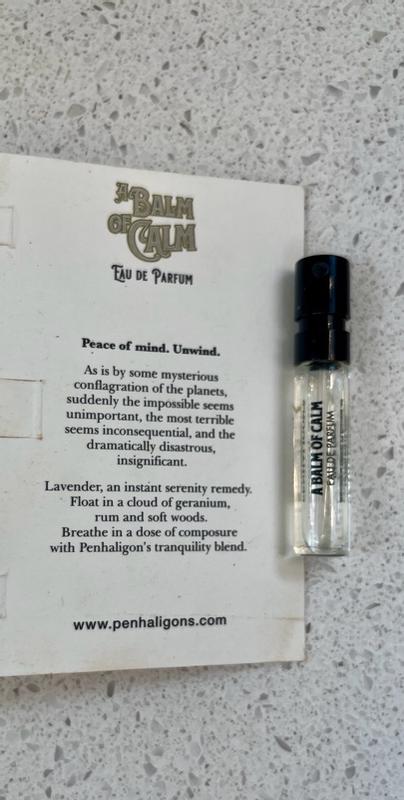 A BALM
OF CALM
EAU DE PARFUM
Peace of mind. Unwind.
As is by some mysterious
conflagration of the planets,
suddenly the impossible seems
unimportant, the most terrible
seems inconsequential, and the
dramatically disastrous,
insignificant.
Lavender, an instant serenity remedy.
Float in a cloud of geranium,
rum and soft woods.
Breathe in a dose of composure
with Penhaligon's tranquility blend.
www.penhaligons.com
A BALM OF CALM
EAU DE PARFUM